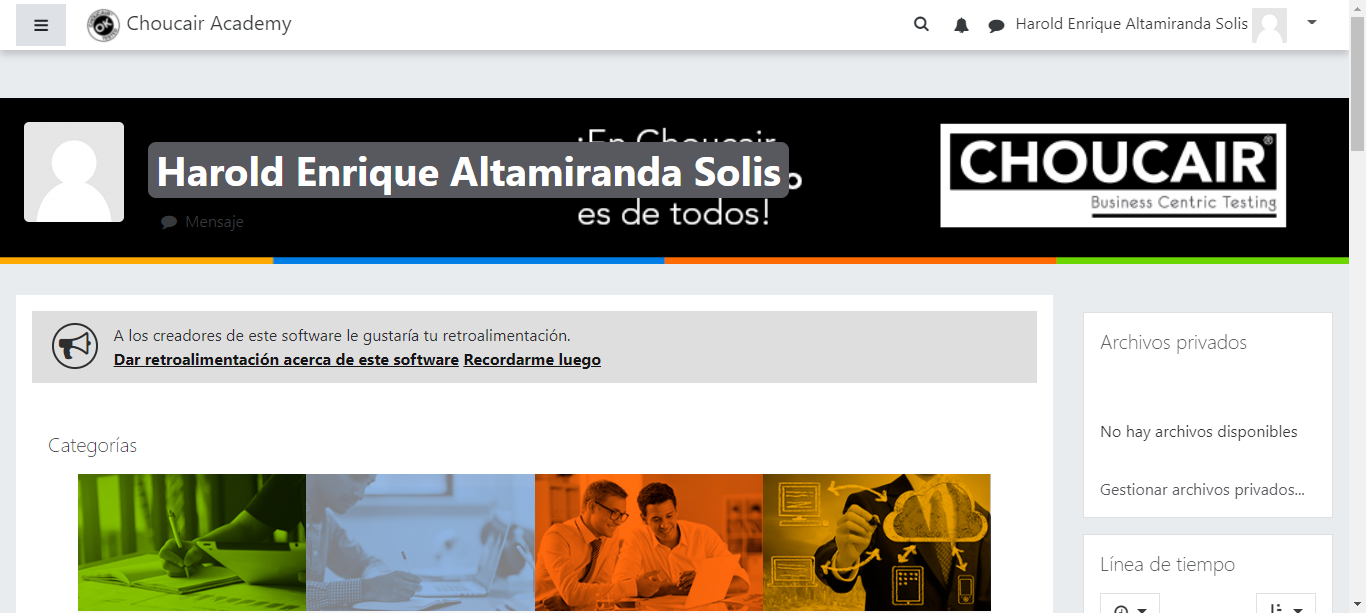 Choucair Academy
Harold Enrique Altamiranda Solis
¡En Choucair
Harold Enrique Altamiranda Solis
es de todos!
Mensaje
CHOUCAIR®
Business Centric Testing
A los creadores de este software le gustaría tu retroalimentación.
Dar retroalimentación acerca de este software Recordarme luego
Categorías
Archivos privados
No hay archivos disponibles
Gestionar archivos privados...
Línea de tiempo